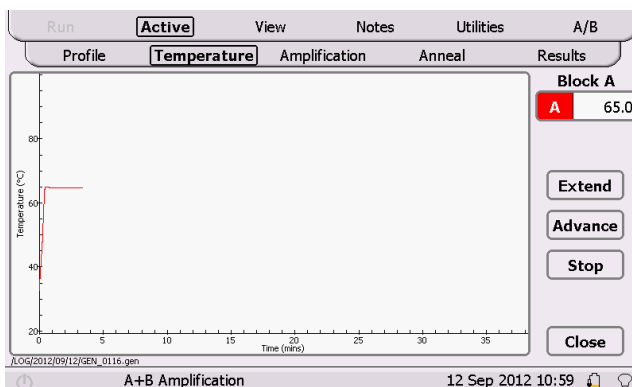 Run Active View Notes Utilities A/B
Profile Temperature Amplification Anneal Results
Block A
A 65.0
80
Temperature (°C)
60
40
20
0 5 10 15 20 25 30 35
Time (mins)
Extend
Advance
Stop
Close
/LOG/2012/09/12/GEN_0116.gen
A+B Amplification 12 Sep 2012 10:59